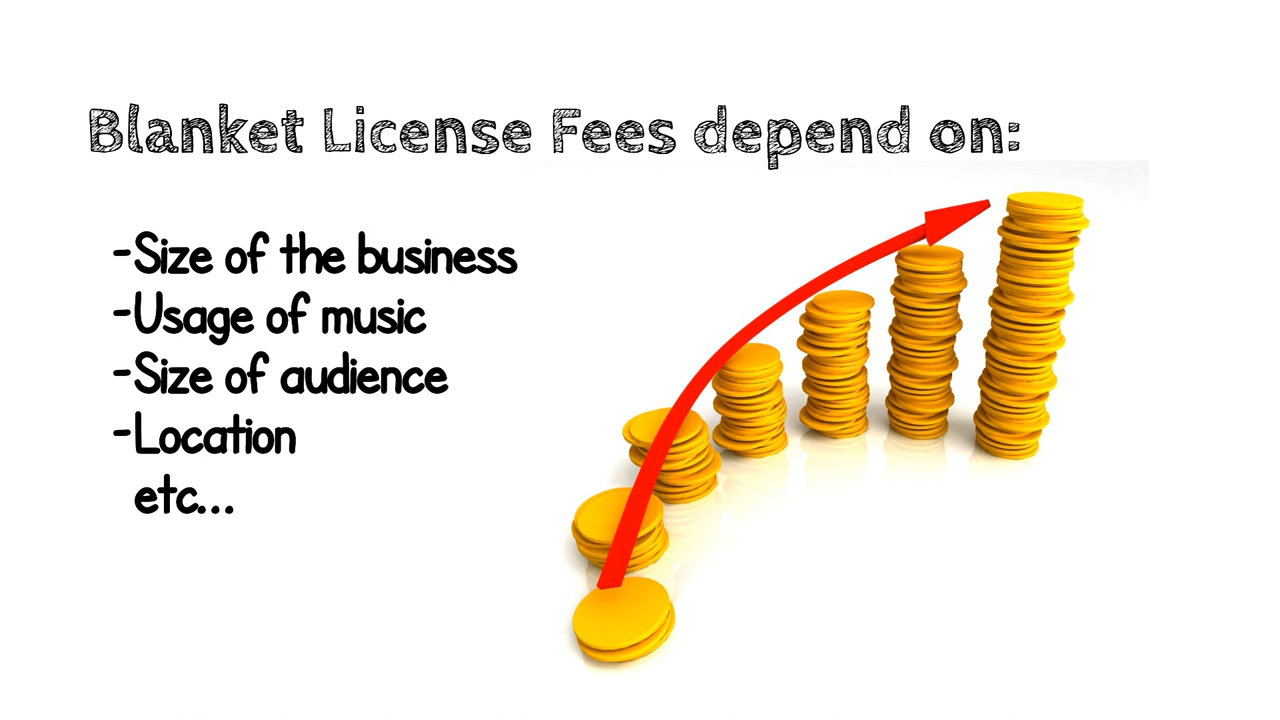 Blanket License Fees depend on:
-Size of the business
-Usage of music
-Size of audience
-Location
etc...